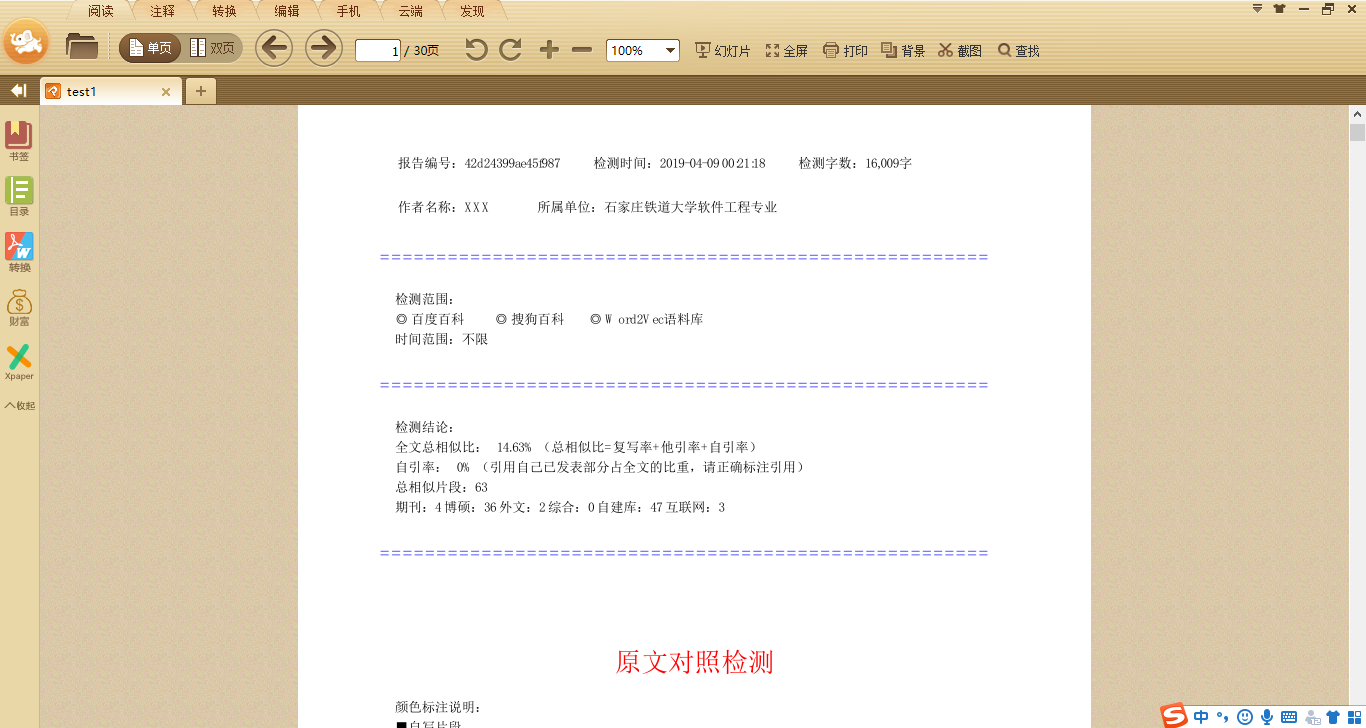 阅读 注释 转换 编辑 手机 云端 发现
单页 双页 1 / 30页 100% 幻灯片 全屏 打印 背景 截图 查找
test1
书签
目录
转换
财富
Xpaper
收起
报告编号：42d24399ae45f987 检测时间：2019-04-09 00:21:18 检测字数：16,009字
作者名称：XXX 所属单位：石家庄铁道大学软件工程专业
======================================================
检测范围：
◎ 百度百科 ◎ 搜狗百科 ◎ Word2Vec语料库
时间范围：不限
======================================================
检测结论：
全文总相似比： 14.63% （总相似比=复写率+他引率+自引率）
自引率： 0% （引用自己已发表部分占全文的比重，请正确标注引用）
总相似片段：63
期刊：4 博硕：36 外文：2 综合：0 自建库：47 互联网：3
======================================================
原文对照检测
颜色标注说明：
■自写片段
中